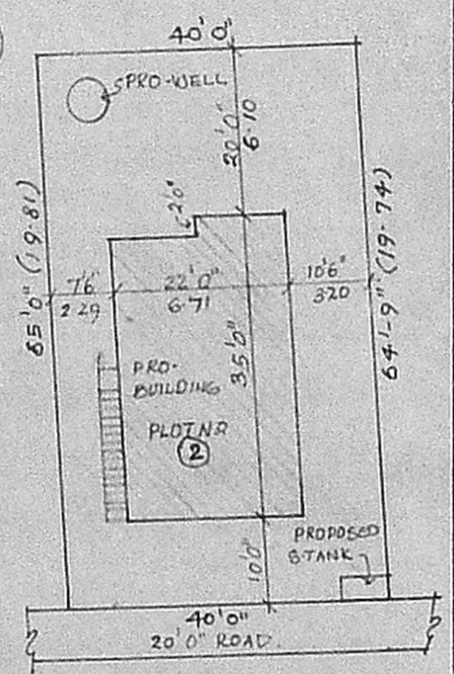 40'0"
PRO-WELL
20'0"
6.10
2'0"
85'0" (19.81)
7'6"
2.29
22'0"
6.71
10'6"
3.20
64'-9" (19.74)
35'0"
PRO-
BUILDING
PLOT NR
2
PROPOSED
S-TANK
10'0"
40'0"
20'0" ROAD